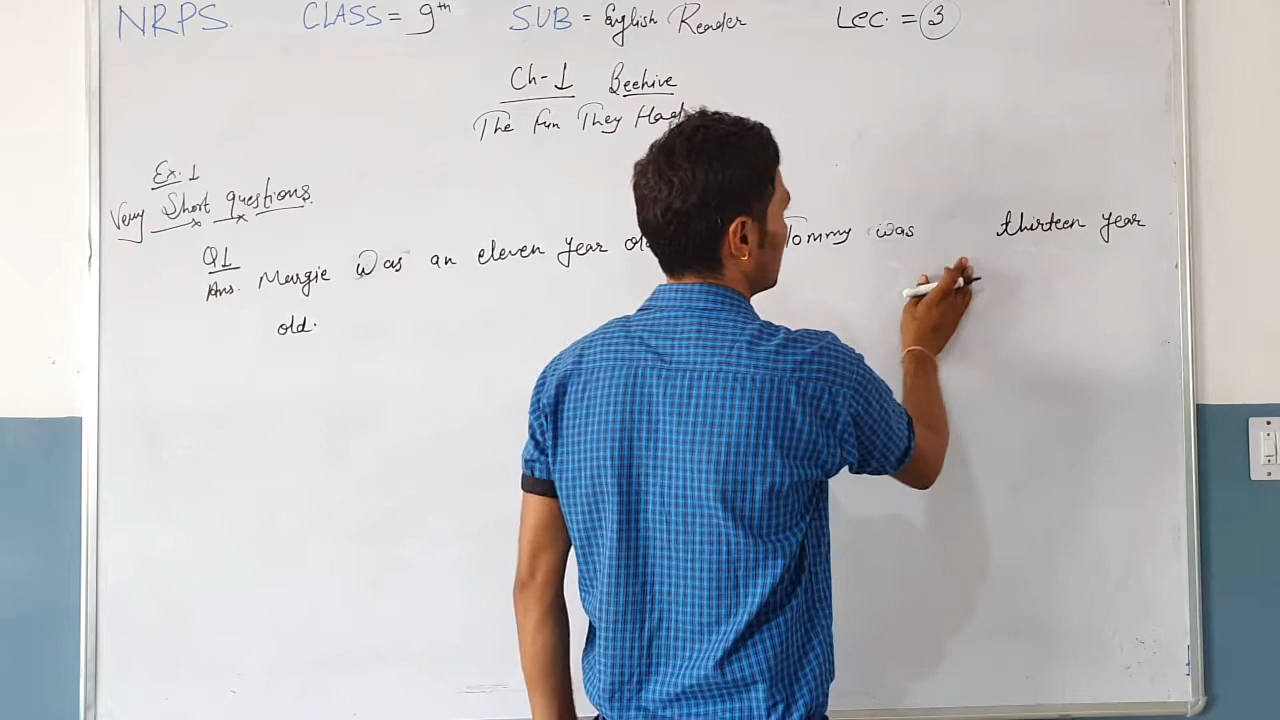 NRPS. CLASS = 9th SUB = English Reader Lec. = 3
Ch-1 Beehive
The Fun They Had
Ex. 1
Very Short questions.
Q1
Ans. Margie was an eleven year old Tommy was thirteen year
old.